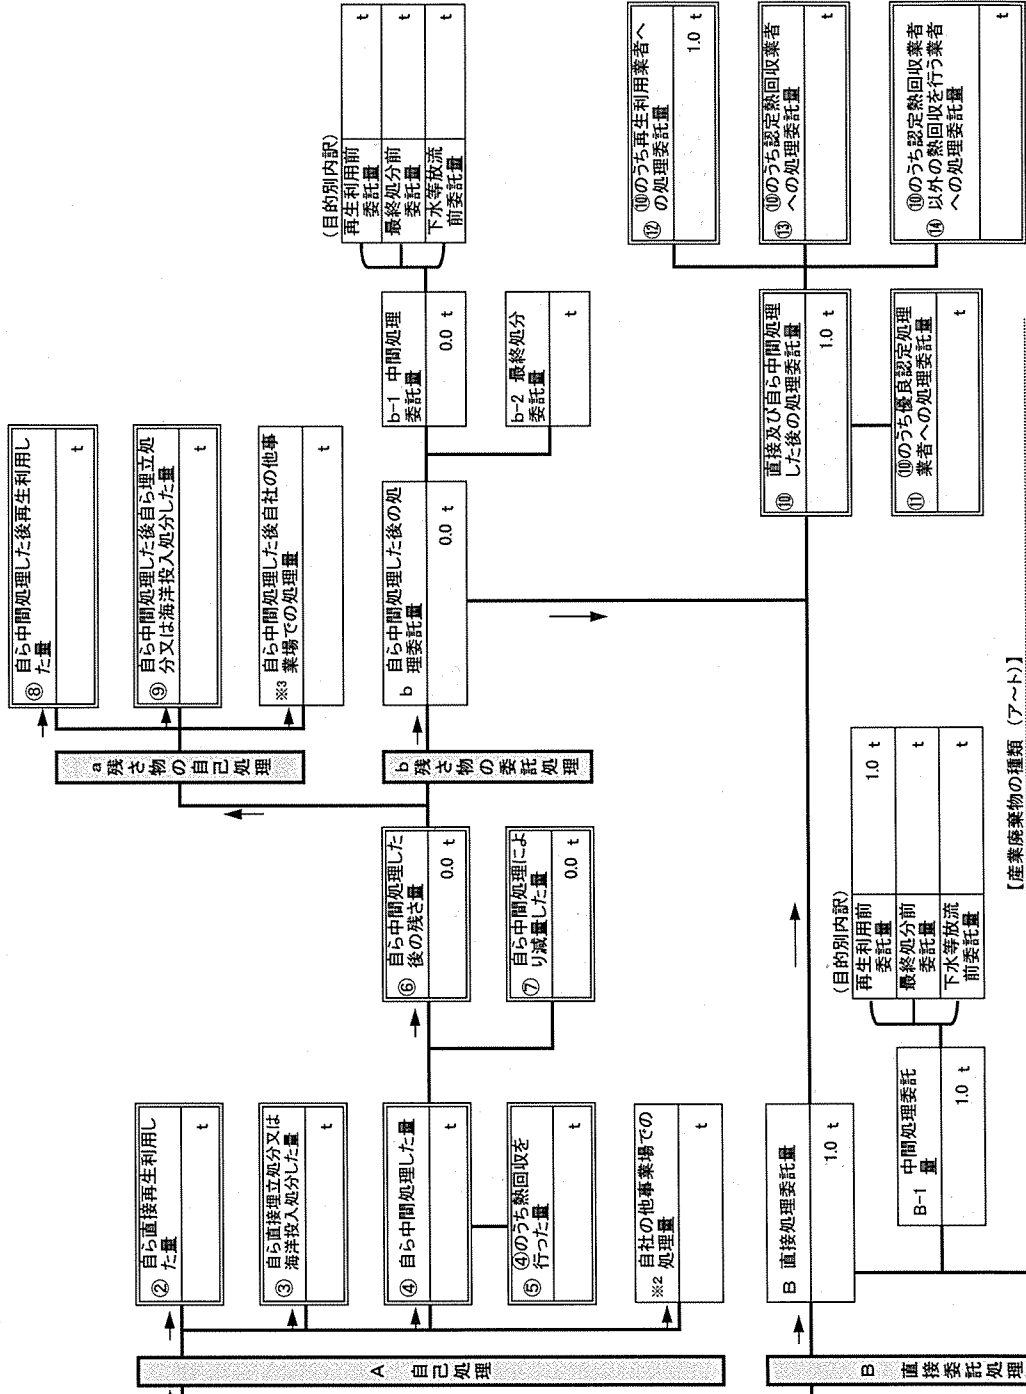 A 自己処理
② 自ら直接再生利用し
た量
t
③ 自ら直接埋立処分又は
海洋投入処分した量
t
④ 自ら中間処理した量
t
⑤ ④のうち熱回収を
行った量
t
※2 自社の他事業場での
処理量
t
B 直接委託処理
B 直接処理委託量
1.0 t
B-1 中間処理委託
量
1.0 t
(目的別内訳)
再生利用前
委託量
1.0 t
最終処分前
委託量
t
下水等放流
前委託量
t
⑥ 自ら中間処理した
後の残さ量
0.0 t
⑦ 自ら中間処理によ
り減量した量
0.0 t
a 残さ物の自己処理
⑧ 自ら中間処理した後再生利用し
た量
t
⑨ 自ら中間処理した後自ら埋立処
分又は海洋投入処分した量
t
※3 自ら中間処理した後自社の他事
業場での処理量
t
b 残さ物の委託処理
b 自ら中間処理した後の処
理委託量
0.0 t
b-1 中間処理
委託量
0.0 t
b-2 最終処分
委託量
t
(目的別内訳)
再生利用前
委託量
t
最終処分前
委託量
t
下水等放流
前委託量
t
⑩ 直接及び自ら中間処理
した後の処理委託量
1.0 t
⑪ ⑩のうち優良認定処理
業者への処理委託量
t
⑫ ⑩のうち再生利用業者へ
の処理委託量
1.0 t
⑬ ⑩のうち認定熱回収業者
への処理委託量
t
⑭ ⑩のうち認定熱回収業者
以外の熱回収を行う業者
への処理委託量
t
【産業廃棄物の種類(ア~ト)】